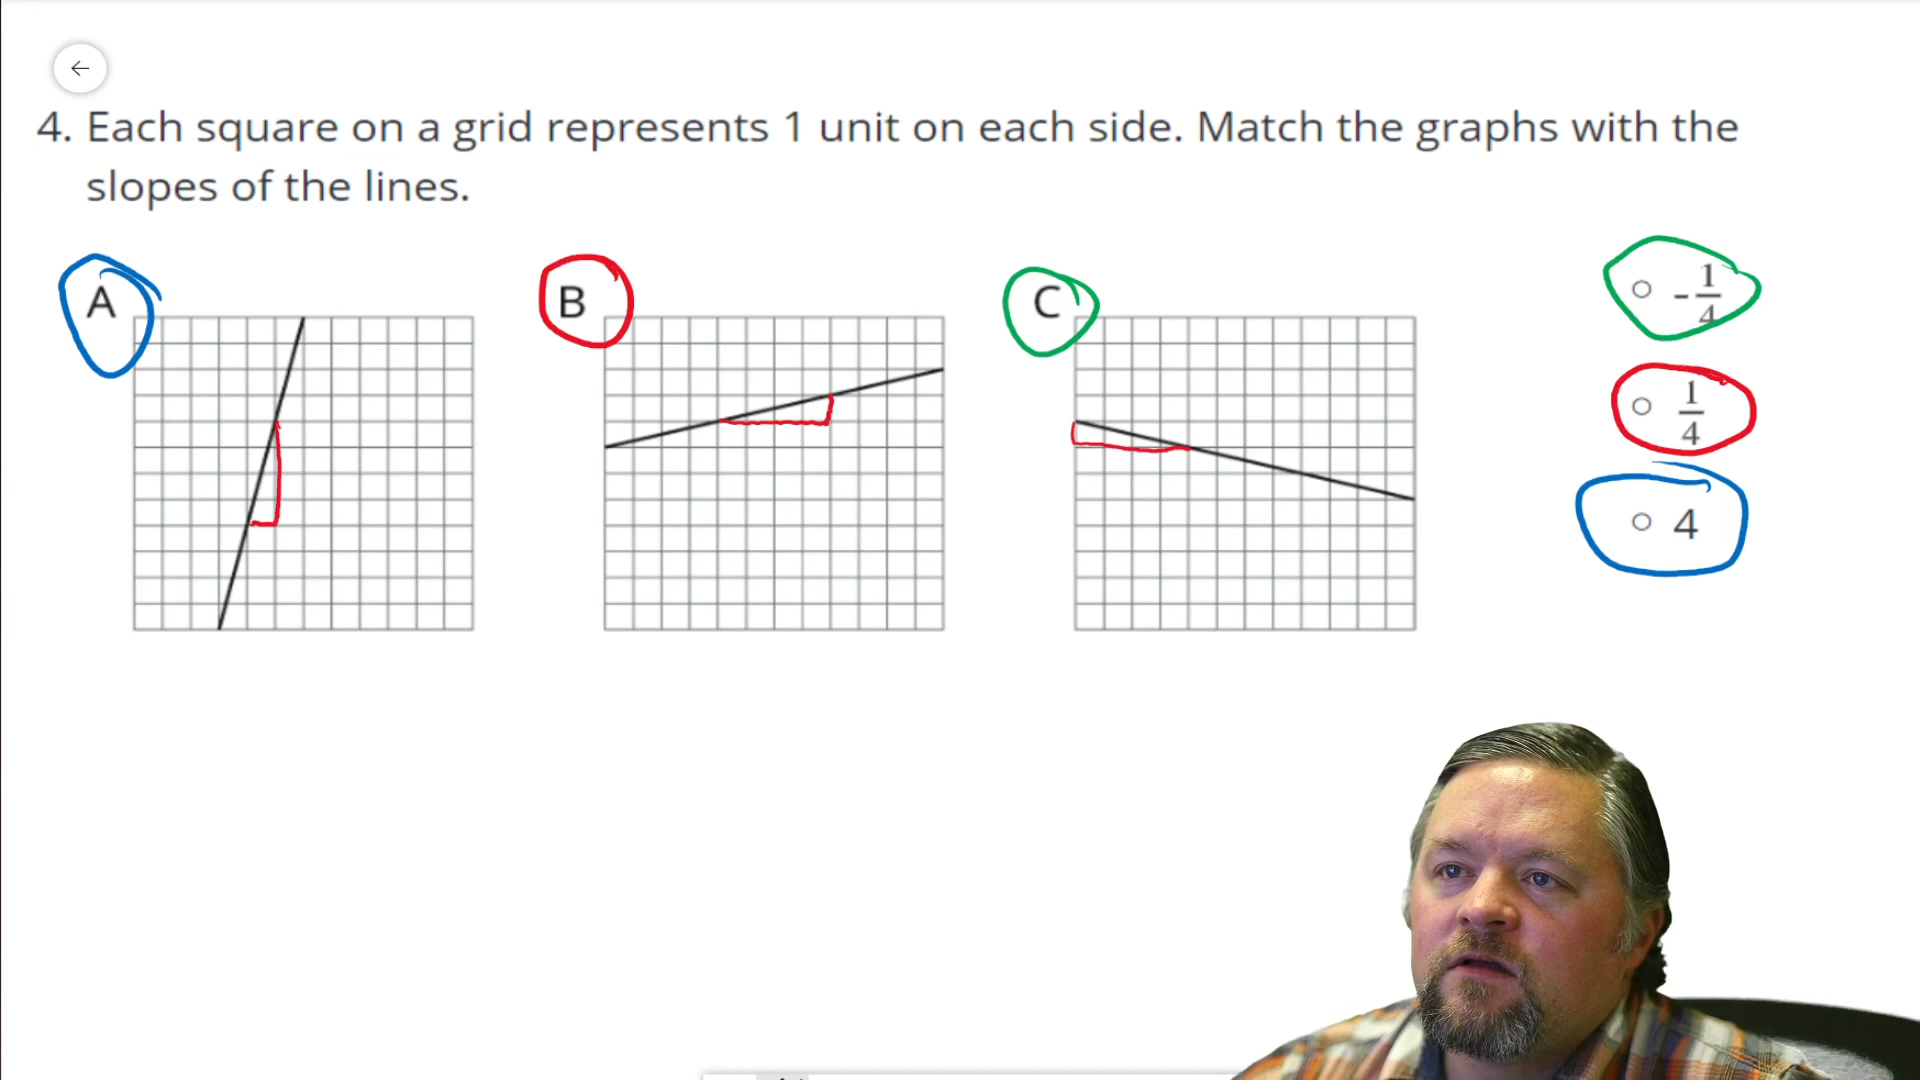 4. Each square on a grid represents 1 unit on each side. Match the graphs with the
slopes of the lines.
A
B
C
-1/4
1/4
4